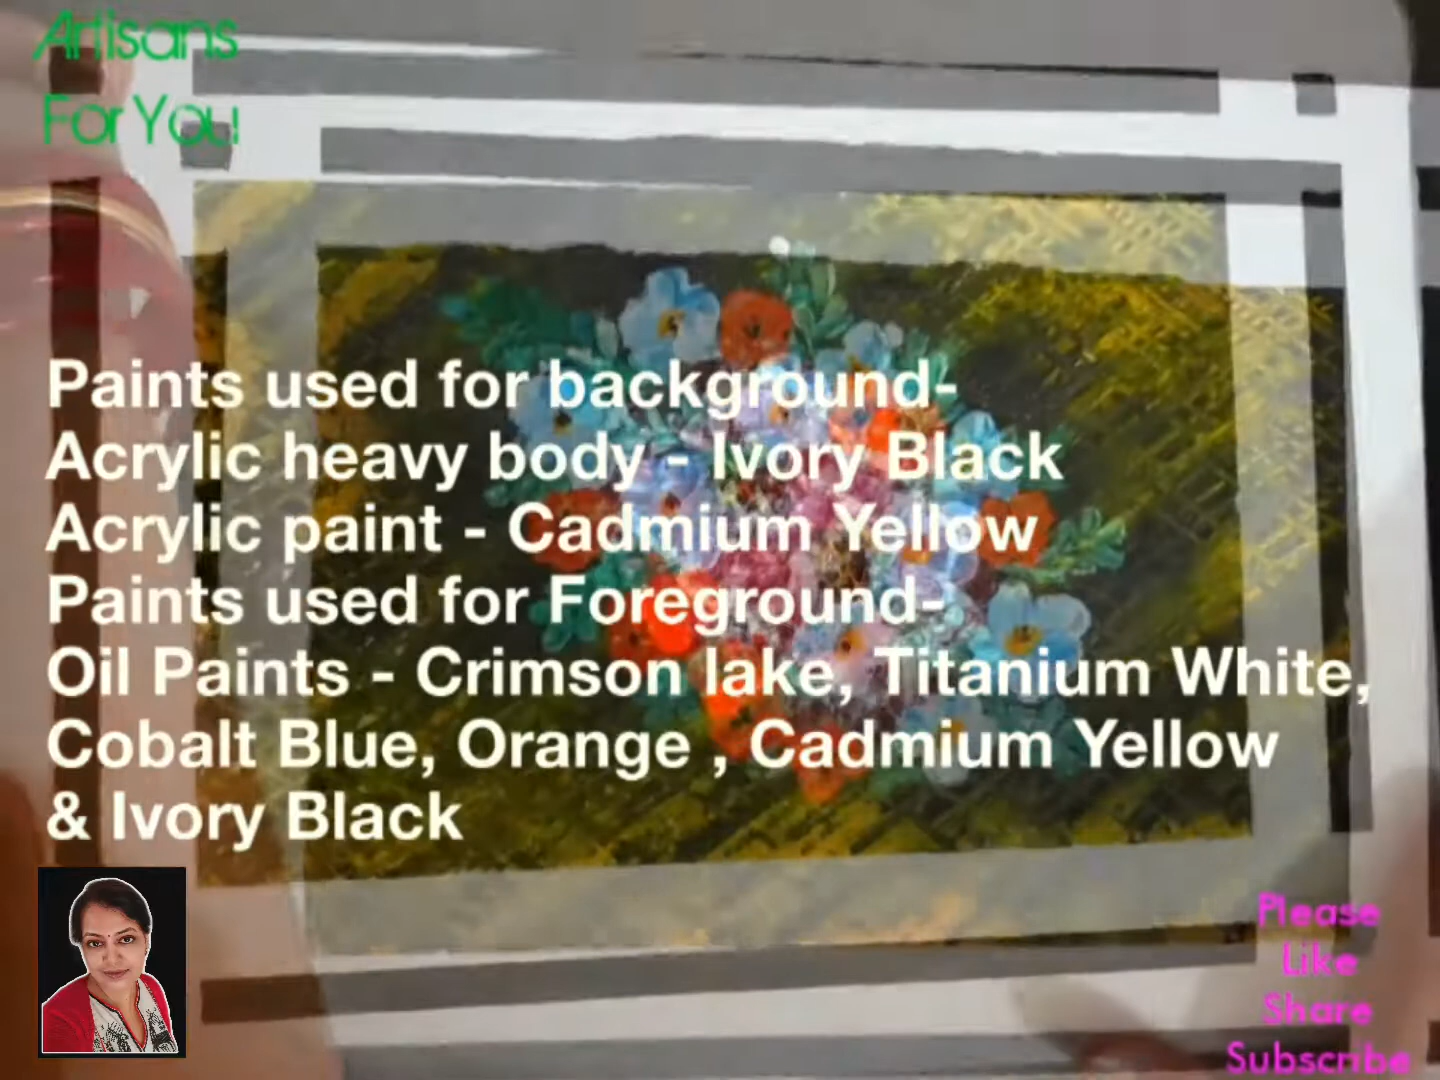 Artisans
For You
Paints used for background-
Acrylic heavy body - Ivory Black
Acrylic paint - Cadmium Yellow
Paints used for Foreground-
Oil Paints - Crimson lake, Titanium White,
Cobalt Blue, Orange , Cadmium Yellow
& Ivory Black
Please
Like
Share
Subscribe